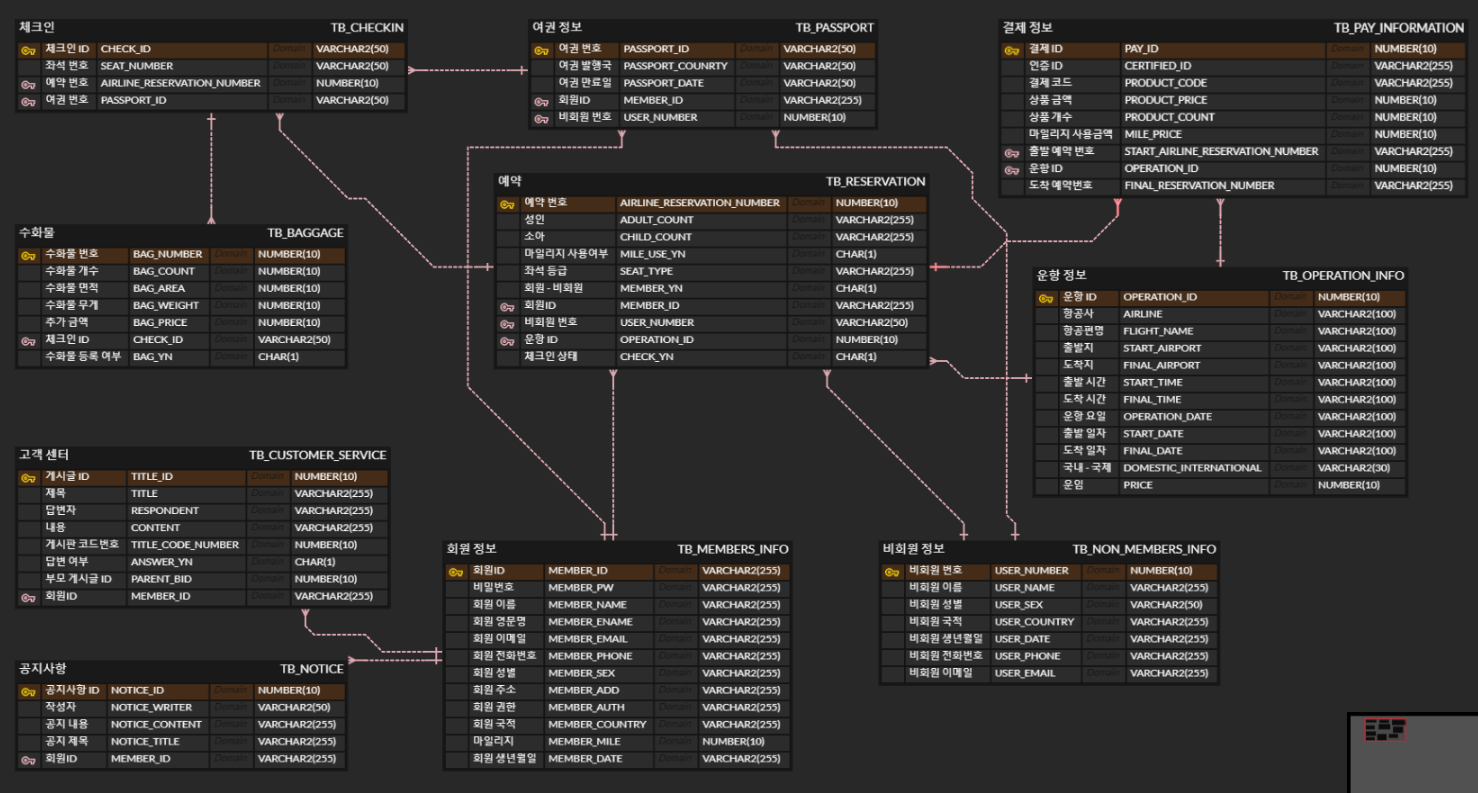 체크인 TB_CHECKIN
체크인 ID CHECK_ID Domain VARCHAR2(50)
좌석 번호 SEAT_NUMBER Domain VARCHAR2(50)
예약 번호 AIRLINE_RESERVATION_NUMBER Domain NUMBER(10)
여권 번호 PASSPORT_ID Domain VARCHAR2(50)
여권 정보 TB_PASSPORT
여권 번호 PASSPORT_ID Domain VARCHAR2(50)
여권 발행국 PASSPORT_COUNRTY Domain VARCHAR2(50)
여권 만료일 PASSPORT_DATE Domain VARCHAR2(50)
회원ID MEMBER_ID Domain VARCHAR2(255)
비회원 번호 USER_NUMBER Domain NUMBER(10)
결제 정보 TB_PAY_INFORMATION
결제 ID PAY_ID Domain NUMBER(10)
인증 ID CERTIFIED_ID Domain VARCHAR2(255)
결제 코드 PRODUCT_CODE Domain VARCHAR2(255)
상품 금액 PRODUCT_PRICE Domain NUMBER(10)
상품 개수 PRODUCT_COUNT Domain NUMBER(10)
마일리지 사용금액 MILE_PRICE Domain NUMBER(10)
출발 예약 번호 START_AIRLINE_RESERVATION_NUMBER Domain VARCHAR2(255)
운항 ID OPERATION_ID Domain NUMBER(10)
도착 예약번호 FINAL_RESERVATION_NUMBER Domain VARCHAR2(255)
예약 TB_RESERVATION
예약 번호 AIRLINE_RESERVATION_NUMBER Domain NUMBER(10)
성인 ADULT_COUNT Domain VARCHAR2(255)
소아 CHILD_COUNT Domain VARCHAR2(255)
마일리지 사용여부 MILE_USE_YN Domain CHAR(1)
좌석 등급 SEAT_TYPE Domain VARCHAR2(255)
회원 - 비회원 MEMBER_YN Domain CHAR(1)
회원ID MEMBER_ID Domain VARCHAR2(255)
비회원 번호 USER_NUMBER Domain VARCHAR2(50)
운항 ID OPERATION_ID Domain NUMBER(10)
체크인 상태 CHECK_YN Domain CHAR(1)
수화물 TB_BAGGAGE
수화물 번호 BAG_NUMBER Domain NUMBER(10)
수화물 개수 BAG_COUNT Domain NUMBER(10)
수화물 면적 BAG_AREA Domain NUMBER(10)
수화물 무게 BAG_WEIGHT Domain NUMBER(10)
추가 금액 BAG_PRICE Domain NUMBER(10)
체크인 ID CHECK_ID Domain VARCHAR2(50)
수화물 등록 여부 BAG_YN Domain CHAR(1)
운항 정보 TB_OPERATION_INFO
운항 ID OPERATION_ID Domain NUMBER(10)
항공사 AIRLINE Domain VARCHAR2(100)
항공편명 FLIGHT_NAME Domain VARCHAR2(100)
출발지 START_AIRPORT Domain VARCHAR2(100)
도착지 FINAL_AIRPORT Domain VARCHAR2(100)
출발 시간 START_TIME Domain VARCHAR2(100)
도착 시간 FINAL_TIME Domain VARCHAR2(100)
운항 요일 OPERATION_DATE Domain VARCHAR2(100)
출발 일자 START_DATE Domain VARCHAR2(100)
도착 일자 FINAL_DATE Domain VARCHAR2(100)
국내 - 국제 DOMESTIC_INTERNATIONAL Domain VARCHAR2(30)
운임 PRICE Domain NUMBER(10)
고객 센터 TB_CUSTOMER_SERVICE
게시글 ID TITLE_ID Domain NUMBER(10)
제목 TITLE Domain VARCHAR2(255)
답변자 RESPONDENT Domain VARCHAR2(255)
내용 CONTENT Domain VARCHAR2(255)
게시판 코드번호 TITLE_CODE_NUMBER Domain NUMBER(10)
답변 여부 ANSWER_YN Domain CHAR(1)
부모 게시글 ID PARENT_BID Domain NUMBER(10)
회원ID MEMBER_ID Domain VARCHAR2(255)
회원 정보 TB_MEMBERS_INFO
회원ID MEMBER_ID Domain VARCHAR2(255)
비밀번호 MEMBER_PW Domain VARCHAR2(255)
회원 이름 MEMBER_NAME Domain VARCHAR2(255)
회원 영문명 MEMBER_ENAME Domain VARCHAR2(255)
회원 이메일 MEMBER_EMAIL Domain VARCHAR2(255)
회원 전화번호 MEMBER_PHONE Domain VARCHAR2(255)
회원 성별 MEMBER_SEX Domain VARCHAR2(255)
회원 주소 MEMBER_ADD Domain VARCHAR2(255)
회원 권한 MEMBER_AUTH Domain VARCHAR2(255)
회원 국적 MEMBER_COUNTRY Domain VARCHAR2(255)
마일리지 MEMBER_MILE Domain NUMBER(10)
회원 생년월일 MEMBER_DATE Domain VARCHAR2(255)
비회원 정보 TB_NON_MEMBERS_INFO
비회원 번호 USER_NUMBER Domain NUMBER(10)
비회원 이름 USER_NAME Domain VARCHAR2(255)
비회원 성별 USER_SEX Domain VARCHAR2(50)
비회원 국적 USER_COUNTRY Domain VARCHAR2(255)
비회원 생년월일 USER_DATE Domain VARCHAR2(255)
비회원 전화번호 USER_PHONE Domain VARCHAR2(255)
비회원 이메일 USER_EMAIL Domain VARCHAR2(255)
공지사항 TB_NOTICE
공지사항 ID NOTICE_ID Domain NUMBER(10)
작성자 NOTICE_WRITER Domain VARCHAR2(50)
공지 내용 NOTICE_CONTENT Domain VARCHAR2(255)
공지 제목 NOTICE_TITLE Domain VARCHAR2(255)
회원ID MEMBER_ID Domain VARCHAR2(255)